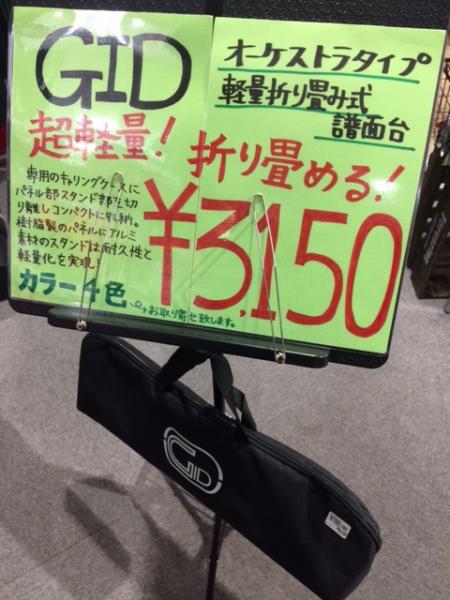 GID
超軽量!
専用のキャリングケースに
パネル部スタンド部を切
り離しコンパクトに収納。
樹脂製のパネルにアルミ
素材のスタンドは耐久性と
軽量化を実現!
カラー4色
お取り寄せ致します。
オーケストラタイプ
軽量折り畳み式
譜面台
折り畳める!
¥3,150
GID